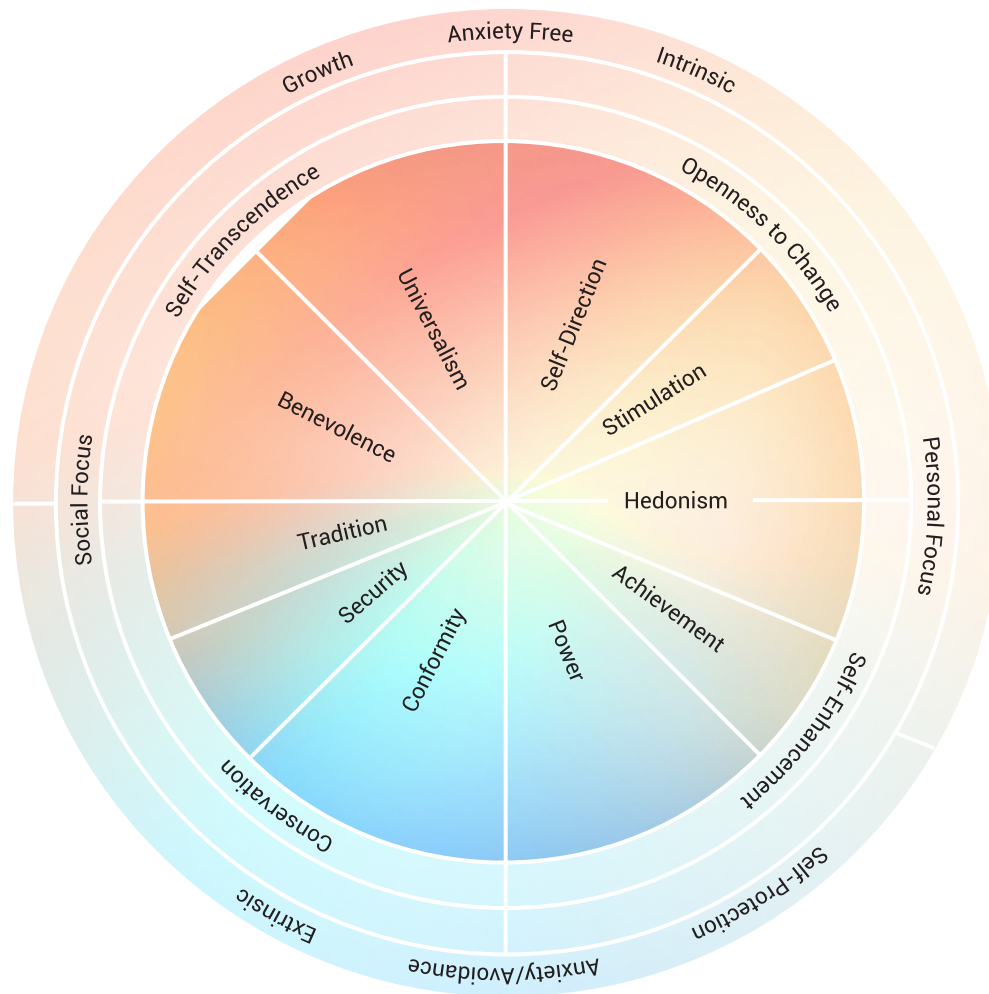 Anxiety Free
Growth
Intrinsic
Self-Transcendence
Openness to Change
Universalism
Self-Direction
Benevolence
Stimulation
Social Focus
Tradition
Hedonism
Personal Focus
Security
Achievement
Conformity
Power
Conservation
Self-Enhancement
Extrinsic
Self-Protection
Anxiety/Avoidance